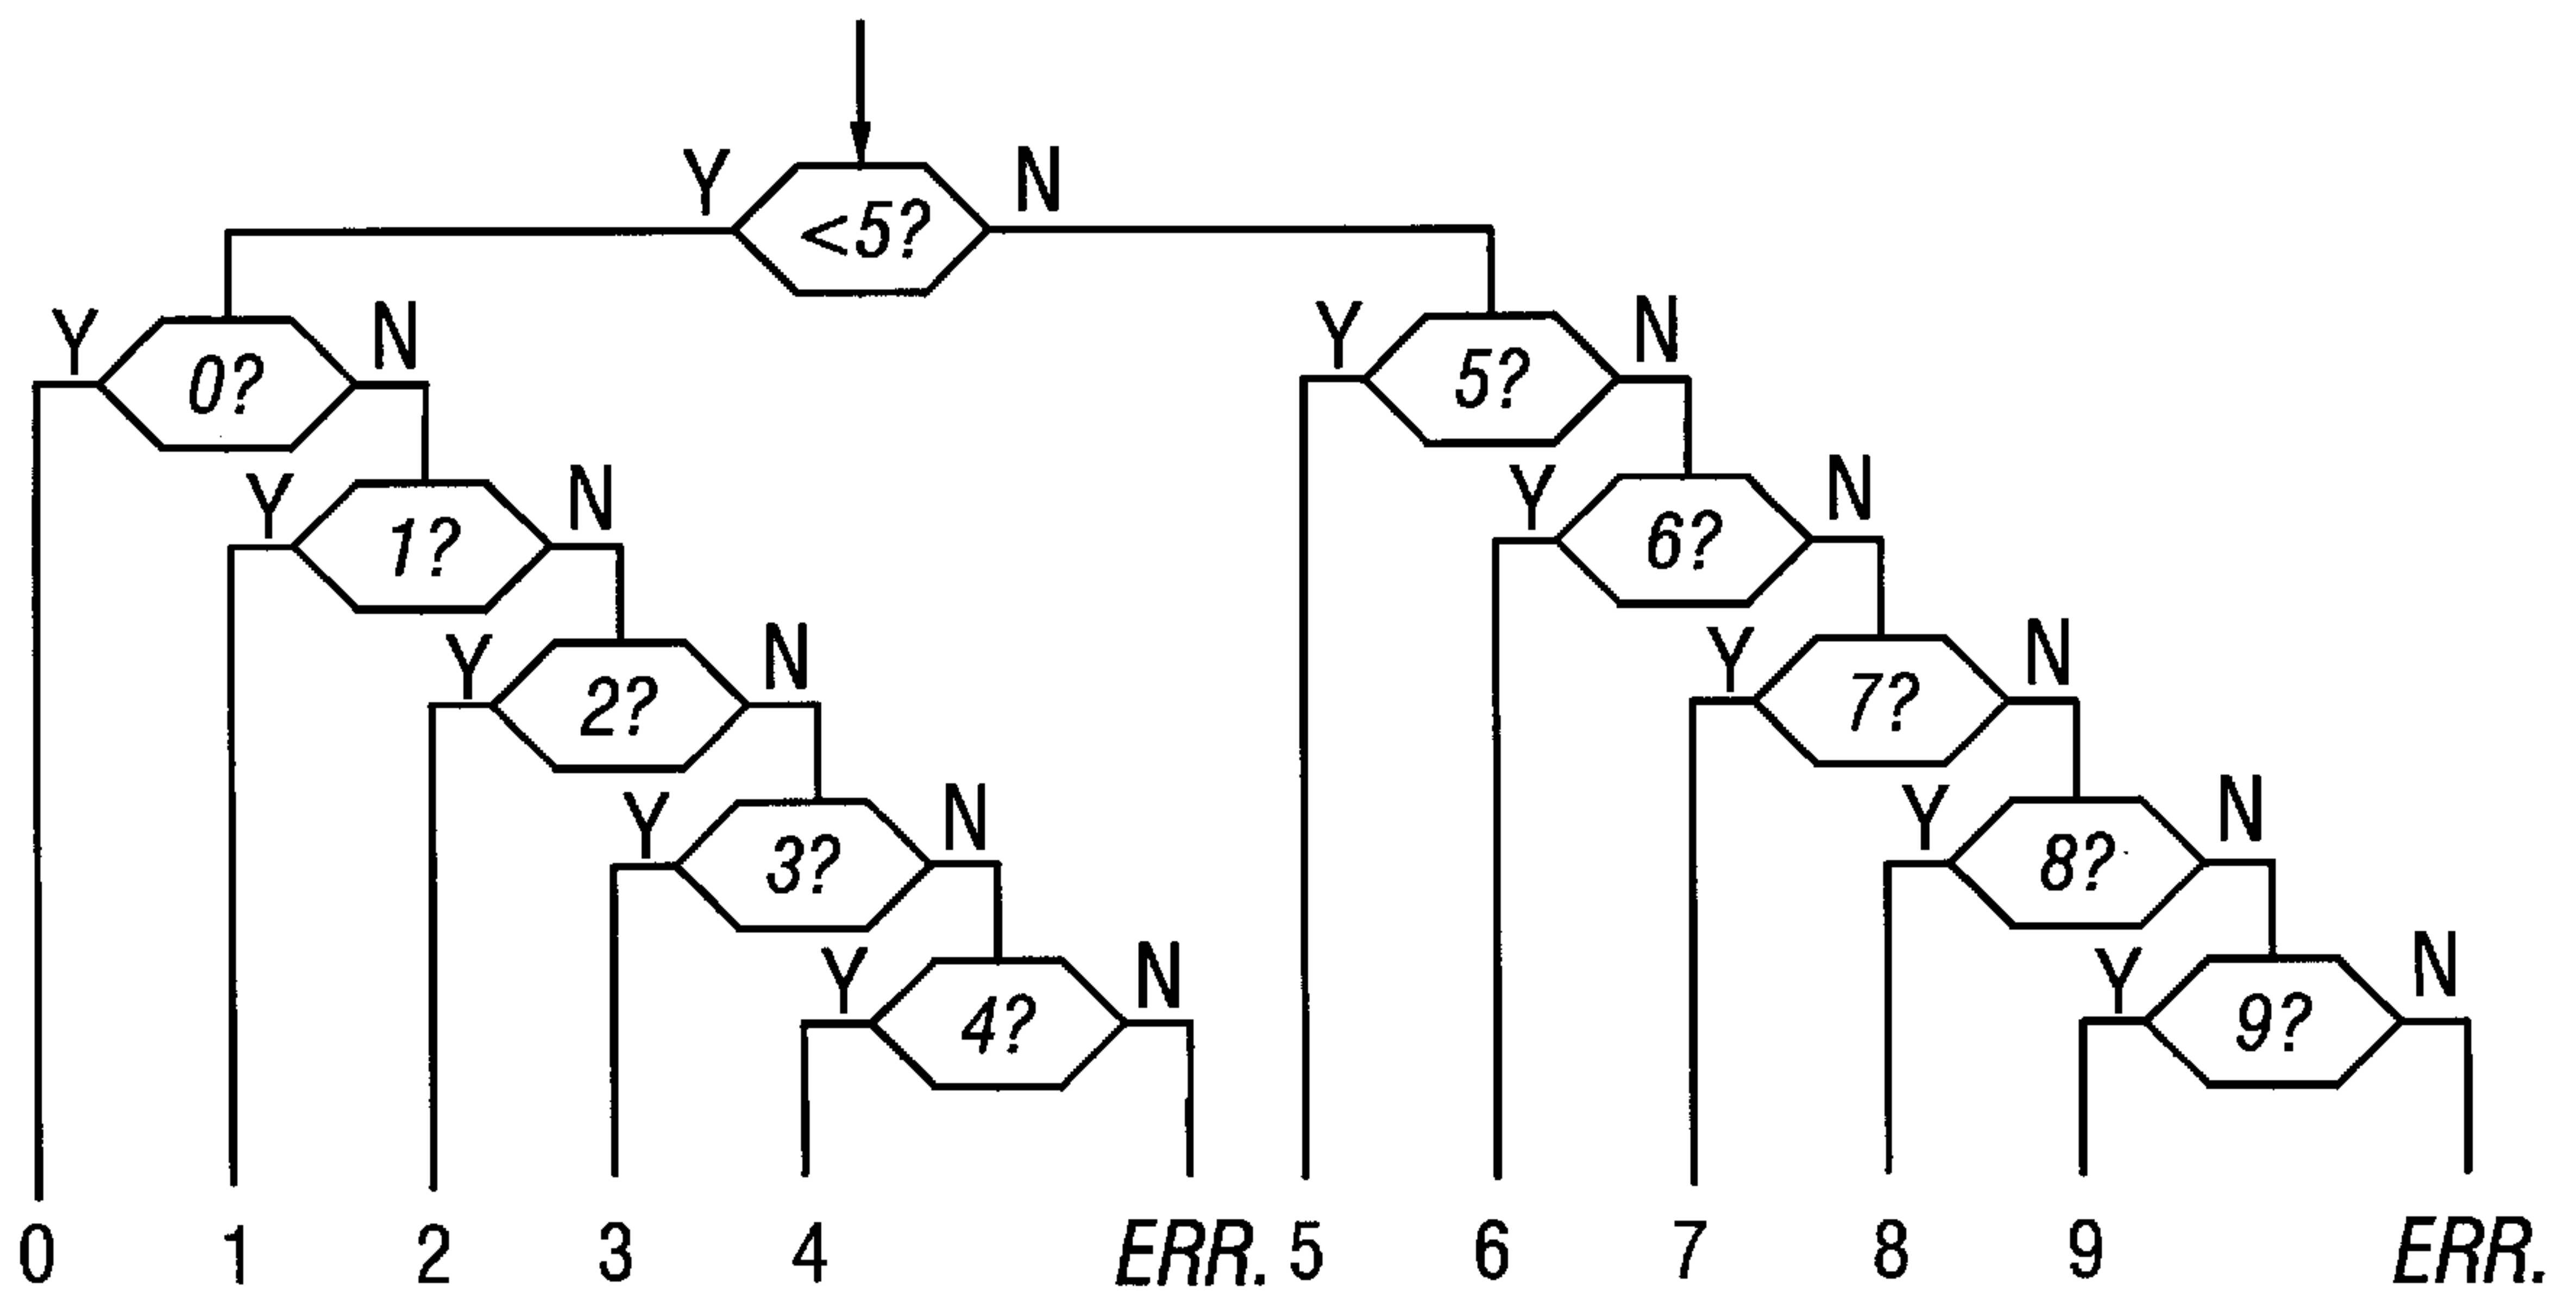 Y <5? N
Y 0? N Y 5? N
Y 1? N Y 6? N
Y 2? N Y 7? N
Y 3? N Y 8? N
Y 4? N Y 9? N
0 1 2 3 4 ERR. 5 6 7 8 9 ERR.